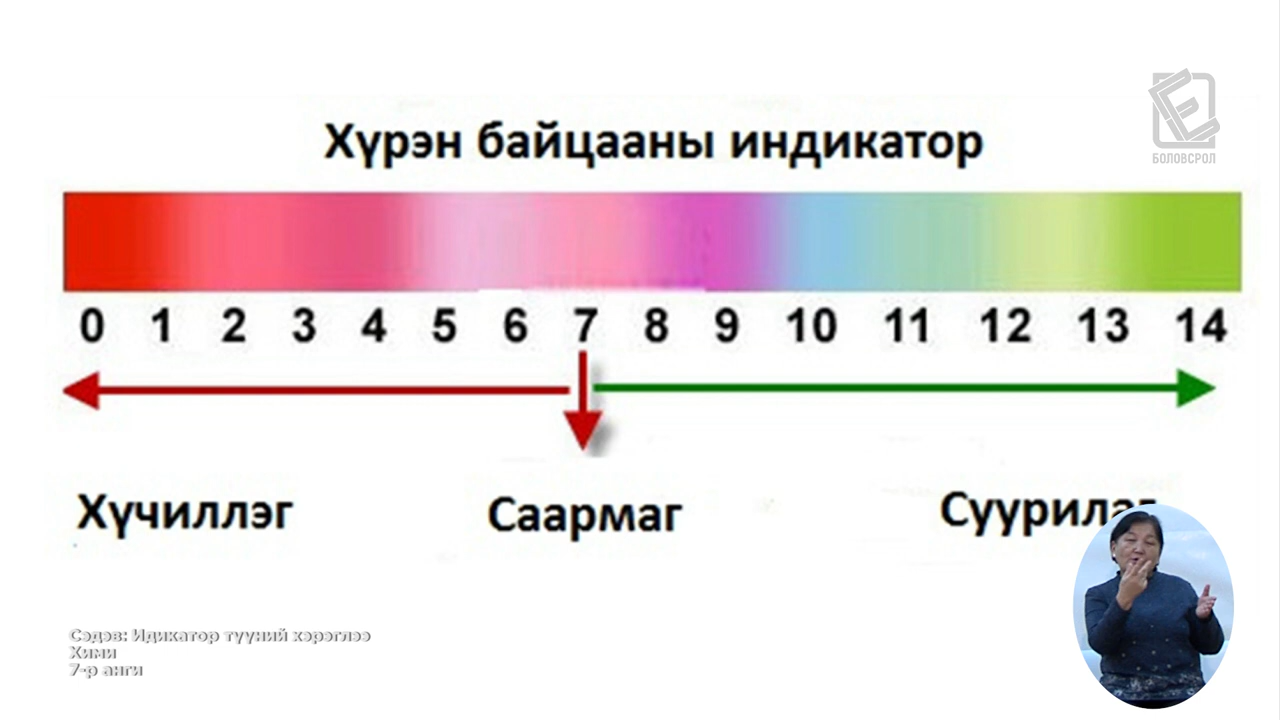 БОЛОВСРОЛ
Хүрэн байцааны индикатор
0 1 2 3 4 5 6 7 8 9 10 11 12 13 14
Хүчиллэг Саармаг
Сэдэв: Идикатор түүний хэрэглээ
Хими
7-р анги